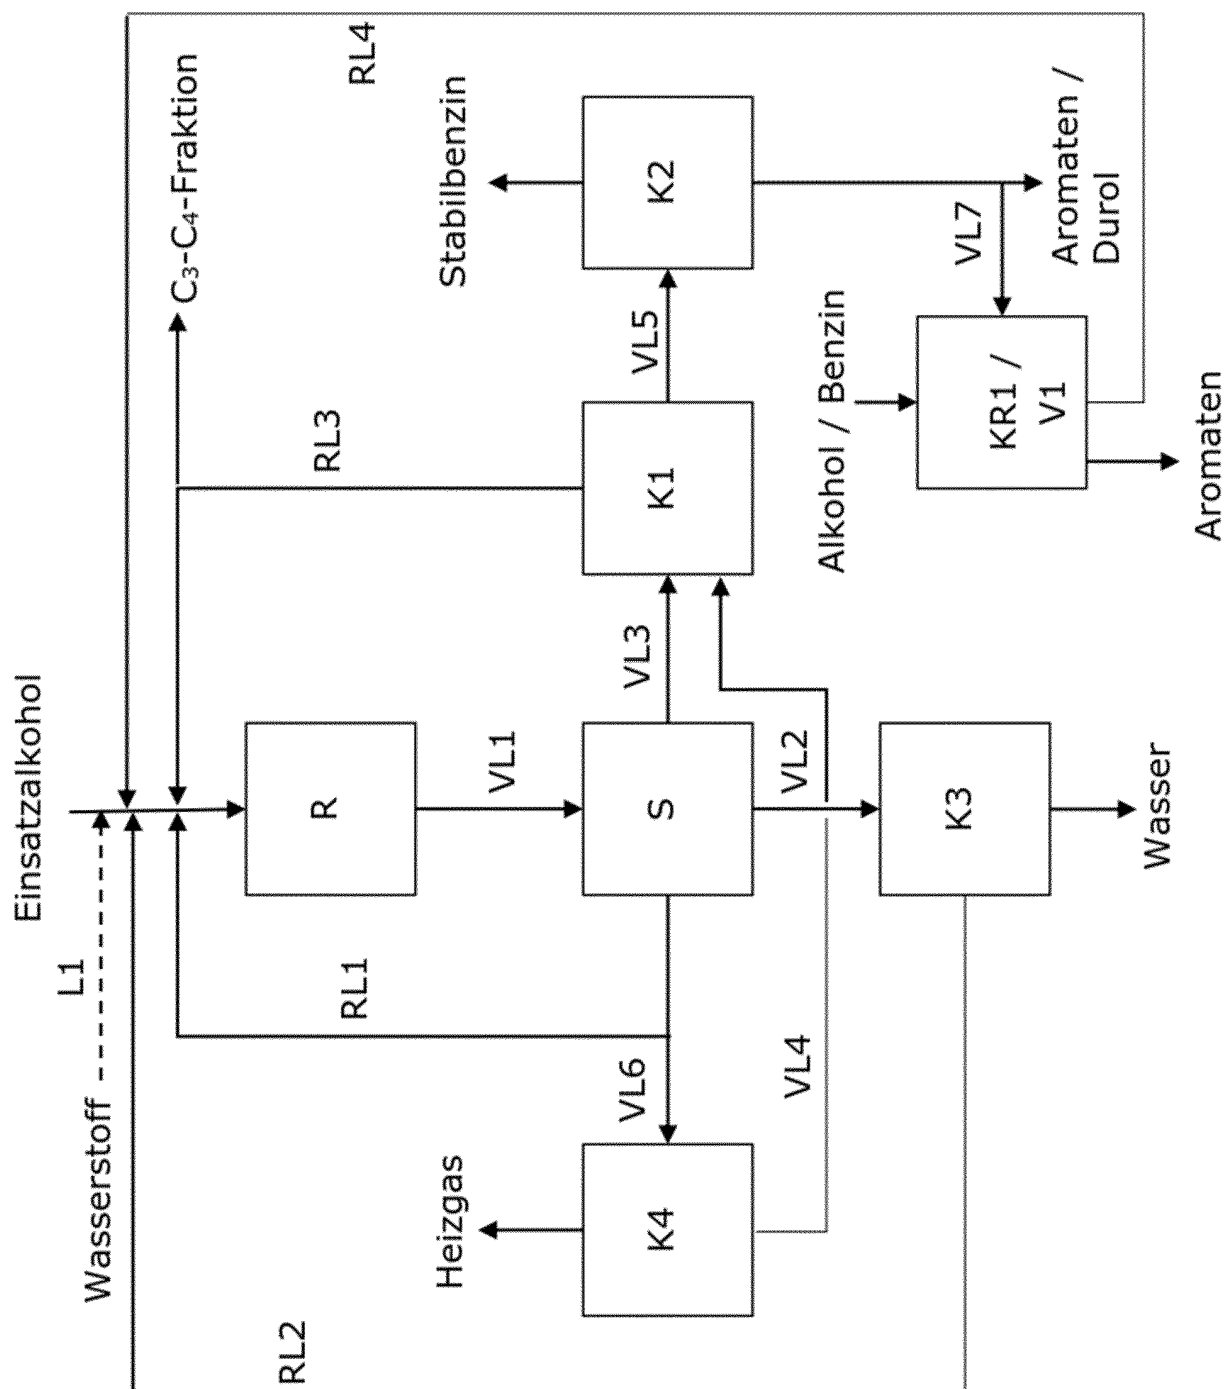 Einsatzalkohol
L1
Wasserstoff
RL2
RL4
C₃-C₄-Fraktion
RL3
RL1
R
VL1
Heizgas
Stabilbenzin
VL6
VL3
VL5
K4
S
K1
K2
VL4
VL2
Alkohol / Benzin
VL7
K3
KR1 /
V1
Aromaten /
Durol
Wasser
Aromaten